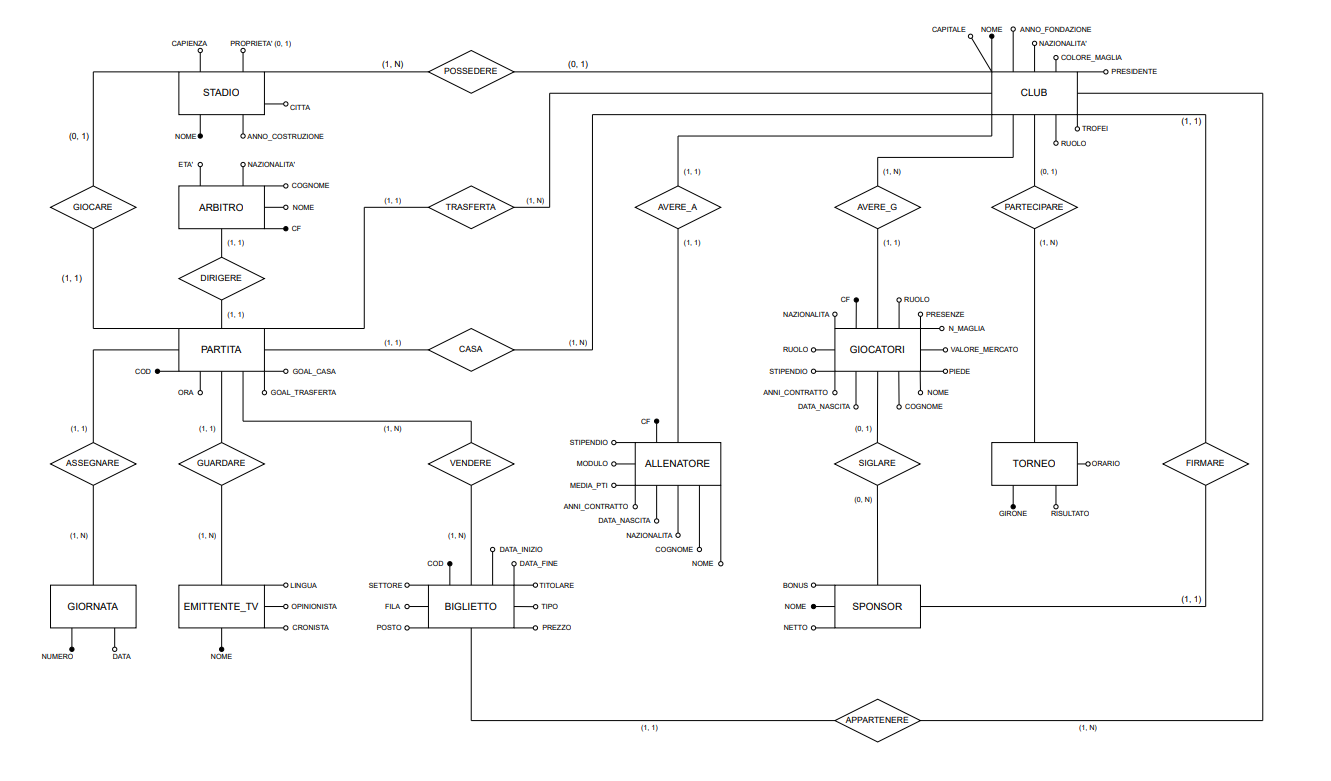 CAPITALE
NOME
ANNO_FONDAZIONE
NAZIONALITA'
COLORE_MAGLIA
PRESIDENTE
CAPIENZA
PROPRIETA' (0, 1)
(1, N)
POSSEDERE
(0, 1)
STADIO
CLUB
CITTA
NOME
ANNO_COSTRUZIONE
(0, 1)
TROFEI
RUOLO
(1, 1)
ETA'
NAZIONALITA'
COGNOME
NOME
CF
ARBITRO
GIOCARE
(1, 1)
TRASFERTA
(1, N)
(1, 1)
AVERE_A
(1, 1)
(1, N)
AVERE_G
(1, 1)
(0, 1)
PARTECIPARE
(1, N)
(1, 1)
DIRIGERE
(1, 1)
(1, 1)
PARTITA
COD
ORA
GOAL_CASA
GOAL_TRASFERTA
(1, 1)
CASA
(1, N)
CF
RUOLO
NAZIONALITA
PRESENZE
N_MAGLIA
RUOLO
GIOCATORI
VALORE_MERCATO
STIPENDIO
PIEDE
ANNI_CONTRATTO
NOME
DATA_NASCITA
COGNOME
(1, 1)
ASSEGNARE
(1, N)
(1, 1)
GUARDARE
(1, N)
(1, N)
VENDERE
(1, N)
CF
STIPENDIO
MODULO
ALLENATORE
MEDIA_PTI
ANNI_CONTRATTO
DATA_NASCITA
NAZIONALITA
COGNOME
NOME
(0, 1)
SIGLARE
(0, N)
TORNEO
ORARIO
GIRONE
RISULTATO
FIRMARE
(1, 1)
GIORNATA
NUMERO
DATA
EMITTENTE_TV
LINGUA
OPINIONISTA
CRONISTA
NOME
COD
DATA_INIZIO
DATA_FINE
SETTORE
TITOLARE
FILA
BIGLIETTO
TIPO
POSTO
PREZZO
BONUS
NOME
SPONSOR
NETTO
(1, 1)
APPARTENERE
(1, N)